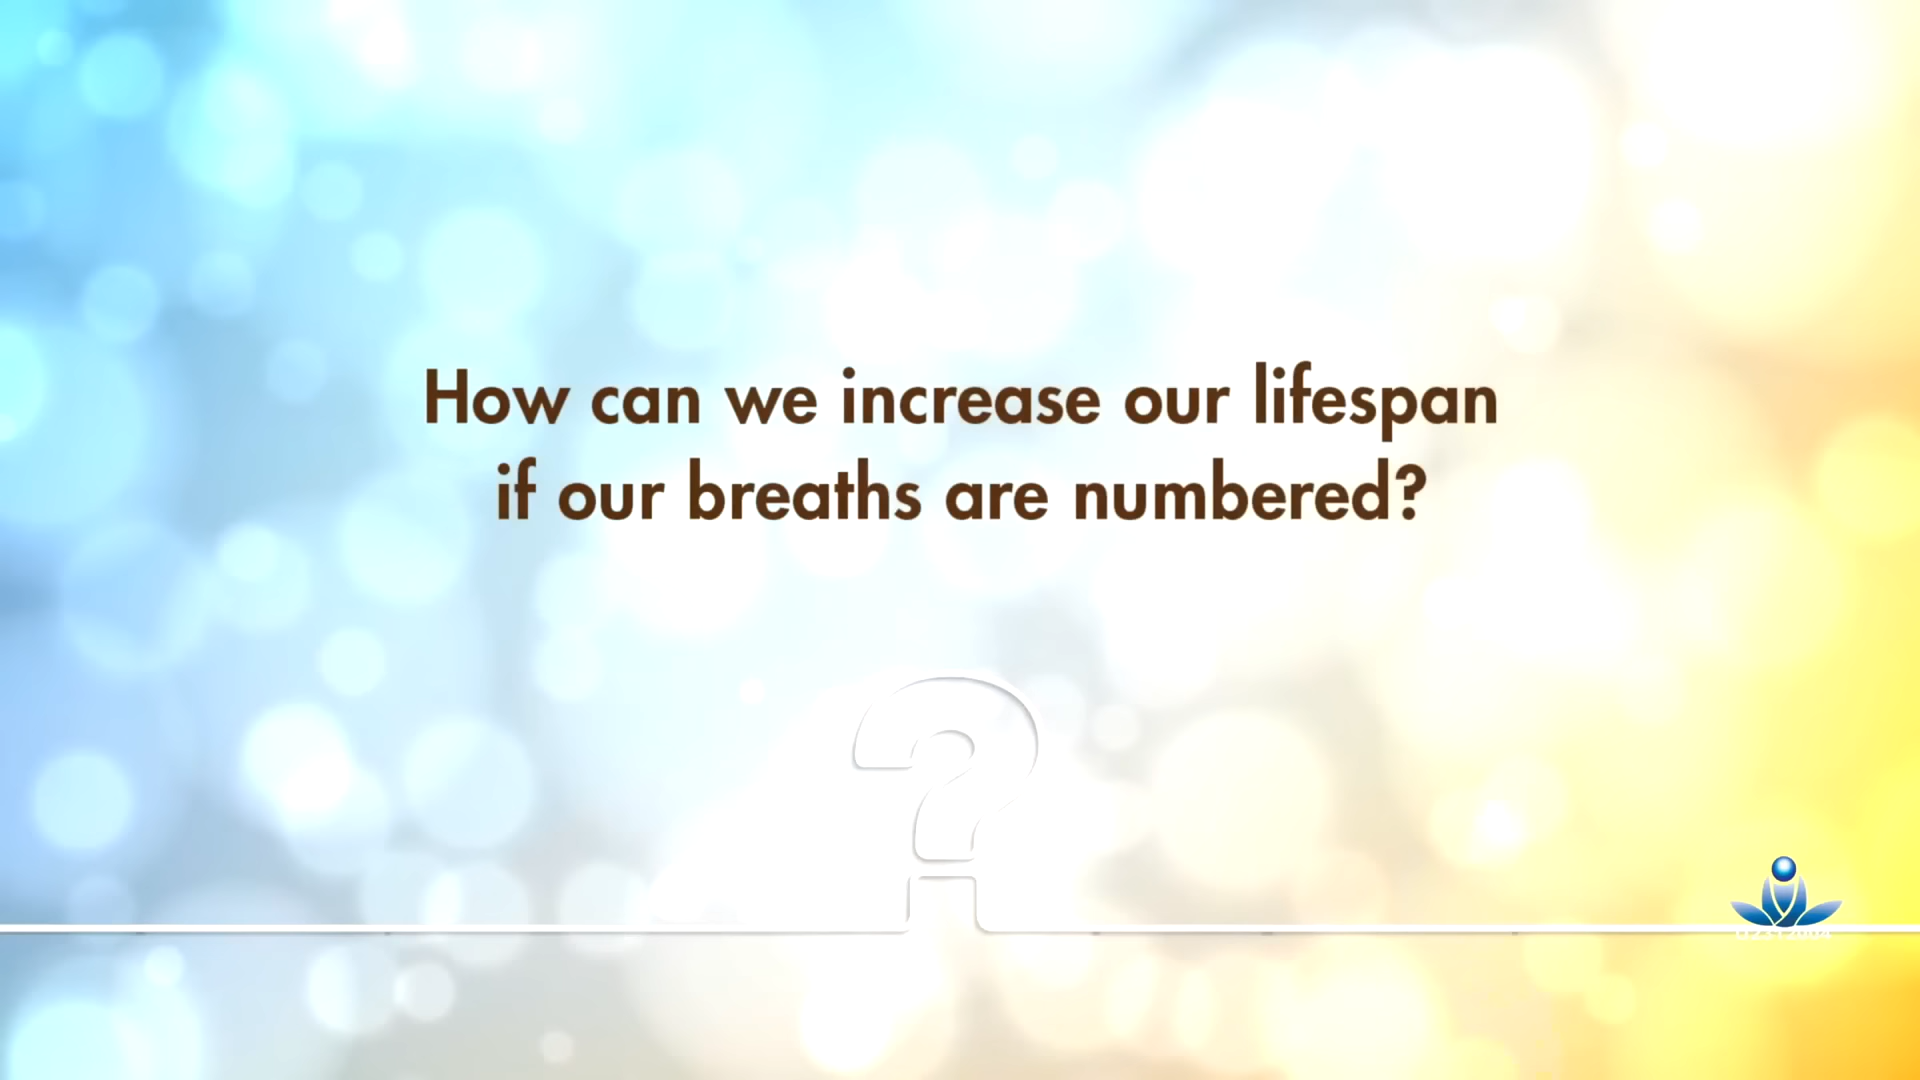 How can we increase our lifespan
if our breaths are numbered?
?